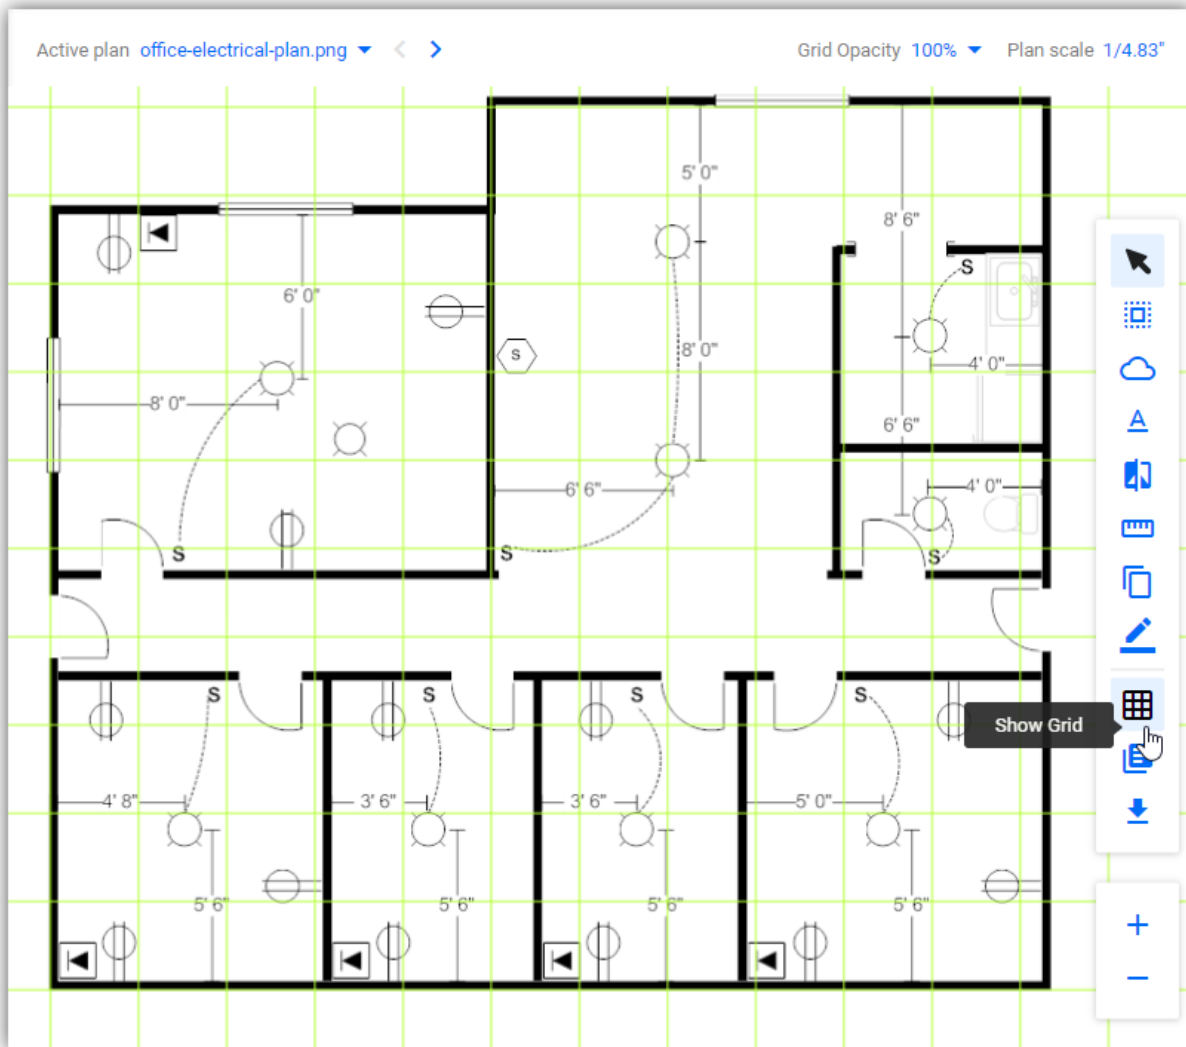 Active plan office-electrical-plan.png Grid Opacity 100% Plan scale 1/4.83"
5' 0"
8' 6"
S
6' 0"
8' 0"
S
4' 0"
8' 0"
6' 6"
6' 6"
4' 0"
S
S
S
A
S
S
S
S
Show Grid
4' 8"
3' 6"
3' 6"
5' 0"
5' 6"
5' 6"
5' 6"
5' 6"